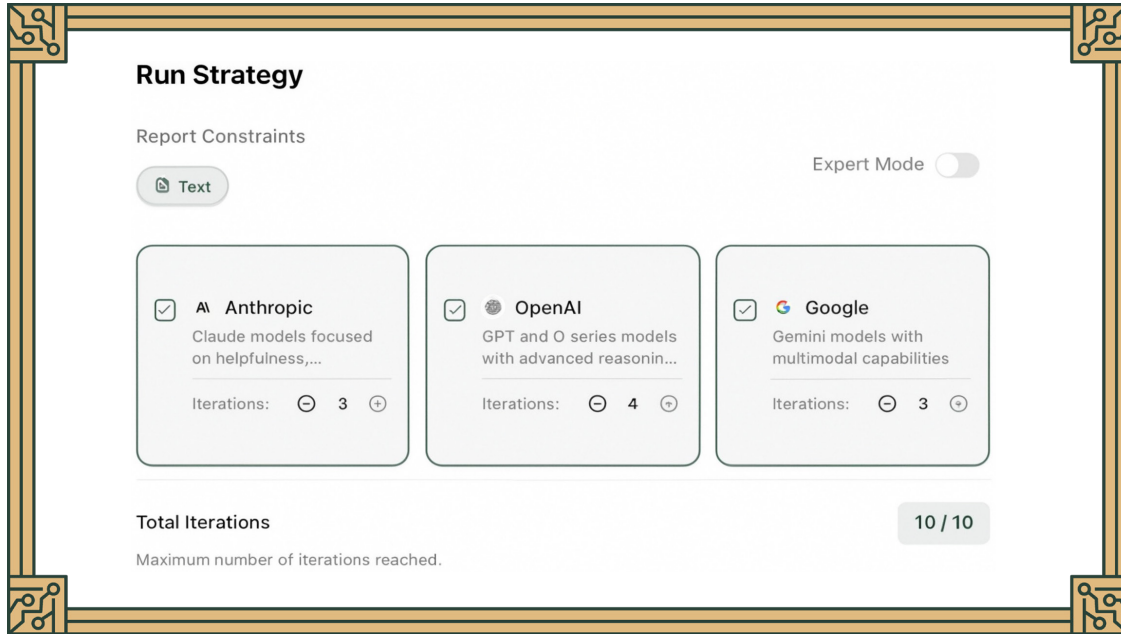 Run Strategy
Report Constraints
Text
Expert Mode
Anthropic
Claude models focused
on helpfulness,...
Iterations: 3
OpenAI
GPT and O series models
with advanced reasonin...
Iterations: 4
Google
Gemini models with
multimodal capabilities
Iterations: 3
Total Iterations
10 / 10
Maximum number of iterations reached.